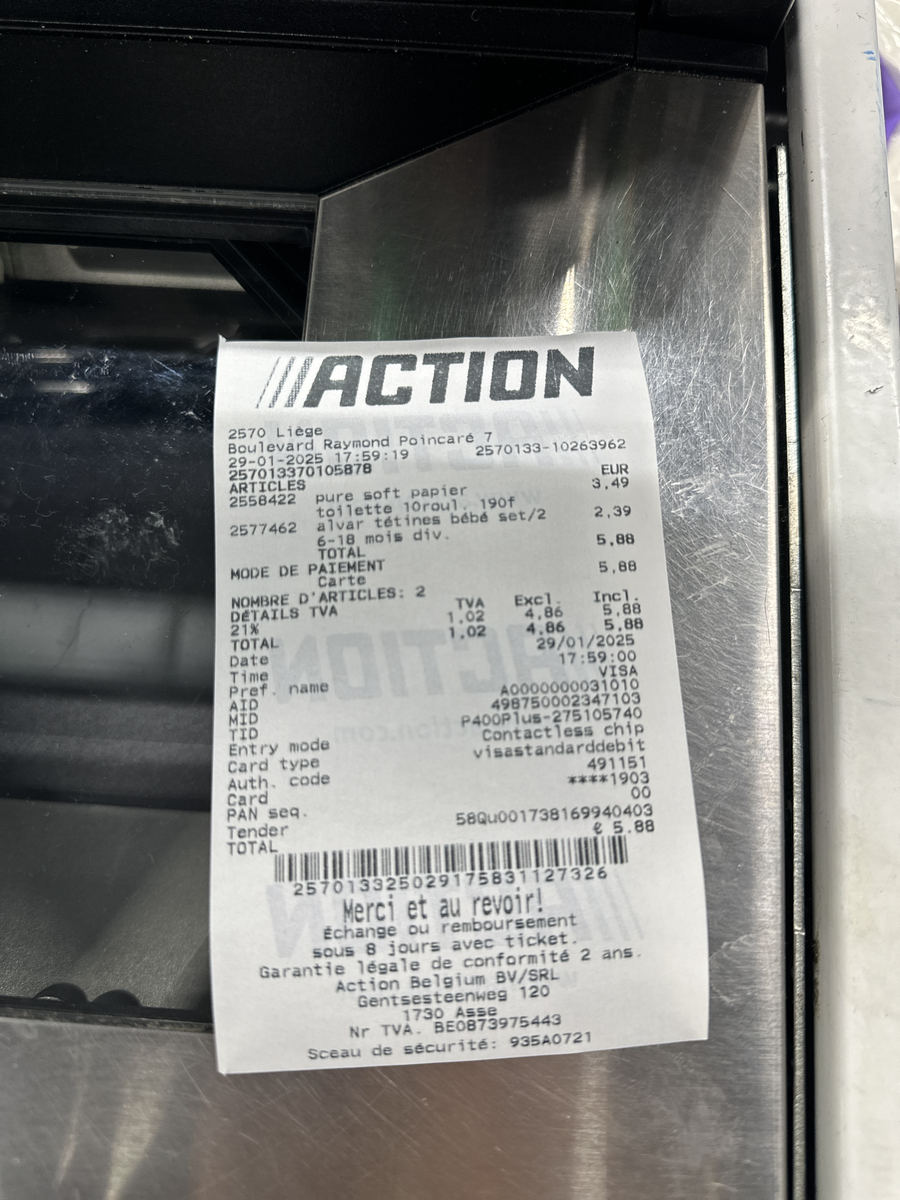 ACTION
2570 Liège
Boulevard Raymond Poincaré 7
29-01-2025 17:59:19 2570133-10263962
257013370105878
ARTICLES EUR
2558422 pure soft papier 3,49
toilette 10roul. 190f
2577462 alvar tétines bébé set/2 2,39
6-18 mois div.
TOTAL 5,88
MODE DE PAIEMENT
Carte 5,88
NOMBRE D'ARTICLES: 2
DÉTAILS TVA TVA Excl. Incl.
21% 1,02 4,86 5,88
TOTAL 1,02 4,86 5,88
Date 29/01/2025
Time 17:59:00
Pref. name VISA
AID A0000000031010
MID 498750002347103
TID P400Plus-275105740
Entry mode Contactless chip
Card type visastandarddebit
Auth. code 491151
Card ****1903
PAN seq. 00
Tender 58Qu001738169940403
TOTAL € 5.88
257013325029175831127326
Merci et au revoir!
Échange ou remboursement
sous 8 jours avec ticket.
Garantie légale de conformité 2 ans.
Action Belgium BV/SRL
Gentsesteenweg 120
1730 Asse
Nr TVA. BE0873975443
Sceau de sécurité: 935A0721